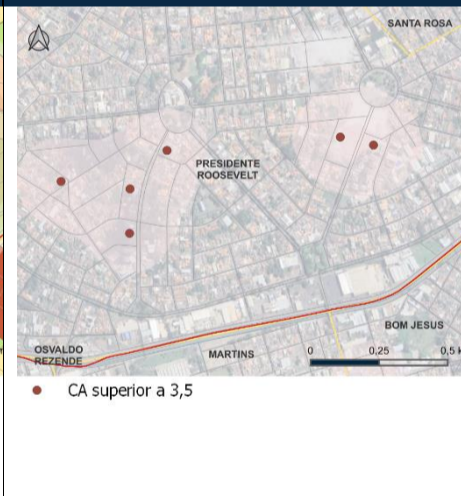 SANTA ROSA
PRESIDENTE
ROOSEVELT
BOM JESUS
OSVALDO
REZENDE
MARTINS
0 0,25 0,5 k
CA superior a 3,5